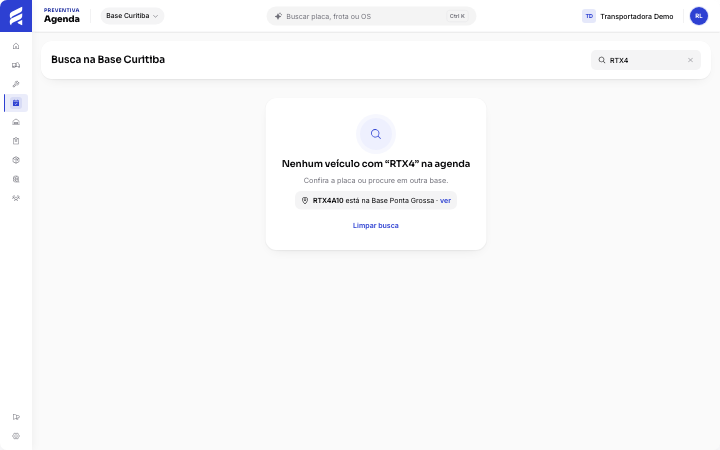 PREVENTIVA
Agenda
Base Curitiba
Buscar placa, frota ou OS
Ctrl K
TD
Transportadora Demo
RL
Busca na Base Curitiba
RTX4
Nenhum veículo com “RTX4” na agenda
Confira a placa ou procure em outra base.
RTX4A10 está na Base Ponta Grossa · ver
Limpar busca